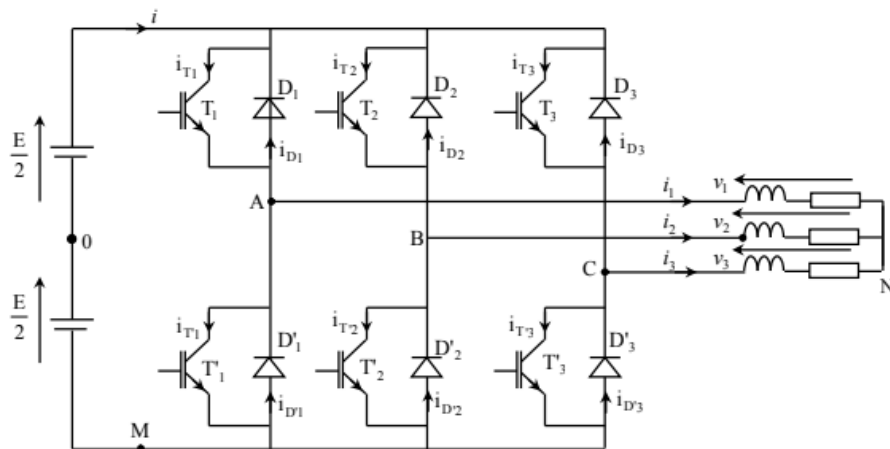 i
i_T1 T_1 D_1 i_D1
i_T2 T_2 D_2 i_D2
i_T3 T_3 D_3 i_D3
E/2
0
E/2
A
B
C
i_1 v_1
i_2 v_2
i_3 v_3
N
i_T'1 T'_1 D'_1 i_D'1
i_T'2 T'_2 D'_2 i_D'2
i_T'3 T'_3 D'_3 i_D'3
M